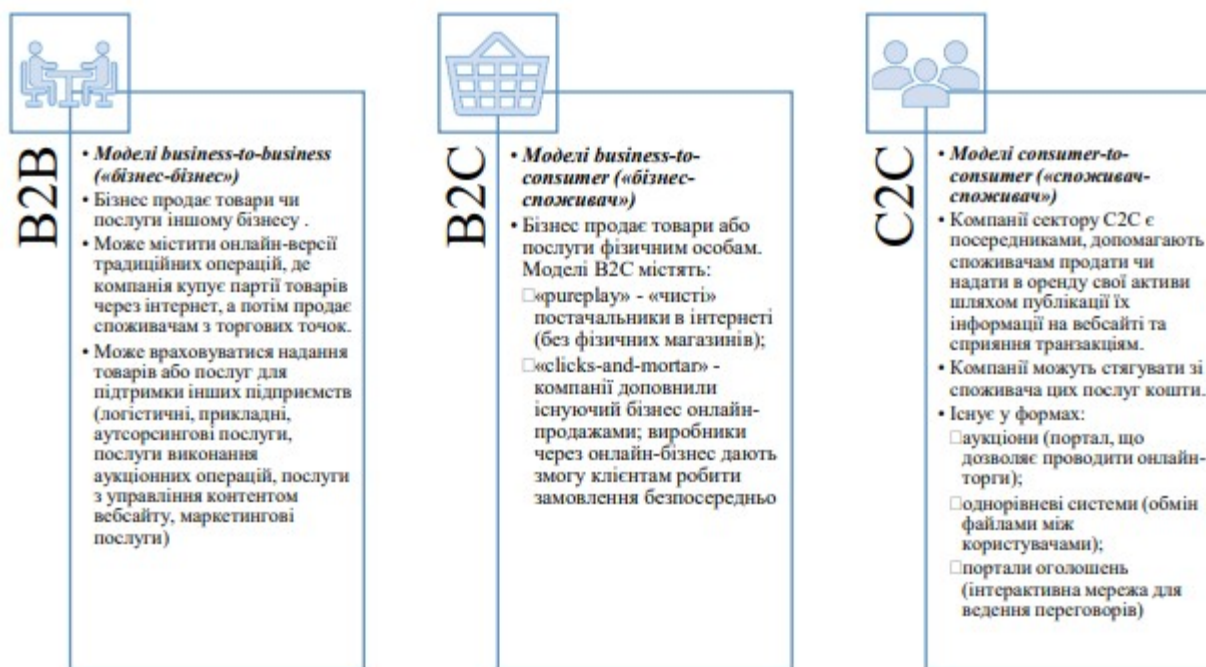 B2B
• Моделі business-to-business
(«бізнес-бізнес»)
• Бізнес продає товари чи
послуги іншому бізнесу .
• Може містити онлайн-версії
традиційних операцій, де
компанія купує партії товарів
через інтернет, а потім продає
споживачам з торгових точок.
• Може враховуватися надання
товарів або послуг для
підтримки інших підприємств
(логістичні, прикладні,
аутсорсингові послуги,
послуги виконання
аукціонних операцій, послуги
з управління контентом
вебсайту, маркетингові
послуги)
B2C
• Моделі business-to-
consumer («бізнес-
споживач»)
• Бізнес продає товари або
послуги фізичним особам.
Моделі B2C містять:
□«pureplay» - «чисті»
постачальники в інтернеті
(без фізичних магазинів);
□«clicks-and-mortar» -
компанії доповнили
існуючий бізнес онлайн-
продажами; виробники
через онлайн-бізнес дають
змогу клієнтам робити
замовлення безпосередньо
C2C
• Моделі consumer-to-
consumer («споживач-
споживач»)
• Компанії сектору C2C є
посередниками, допомагають
споживачам продати чи
надати в оренду свої активи
шляхом публікації їх
інформації на вебсайті та
сприяння транзакціям.
• Компанії можуть стягувати зі
споживача цих послуг кошти.
• Існує у формах:
□аукціони (портал, що
дозволяє проводити онлайн-
торги);
□однорівневі системи (обмін
файлами між
користувачами);
□портали оголошень
(інтерактивна мережа для
ведення переговорів)